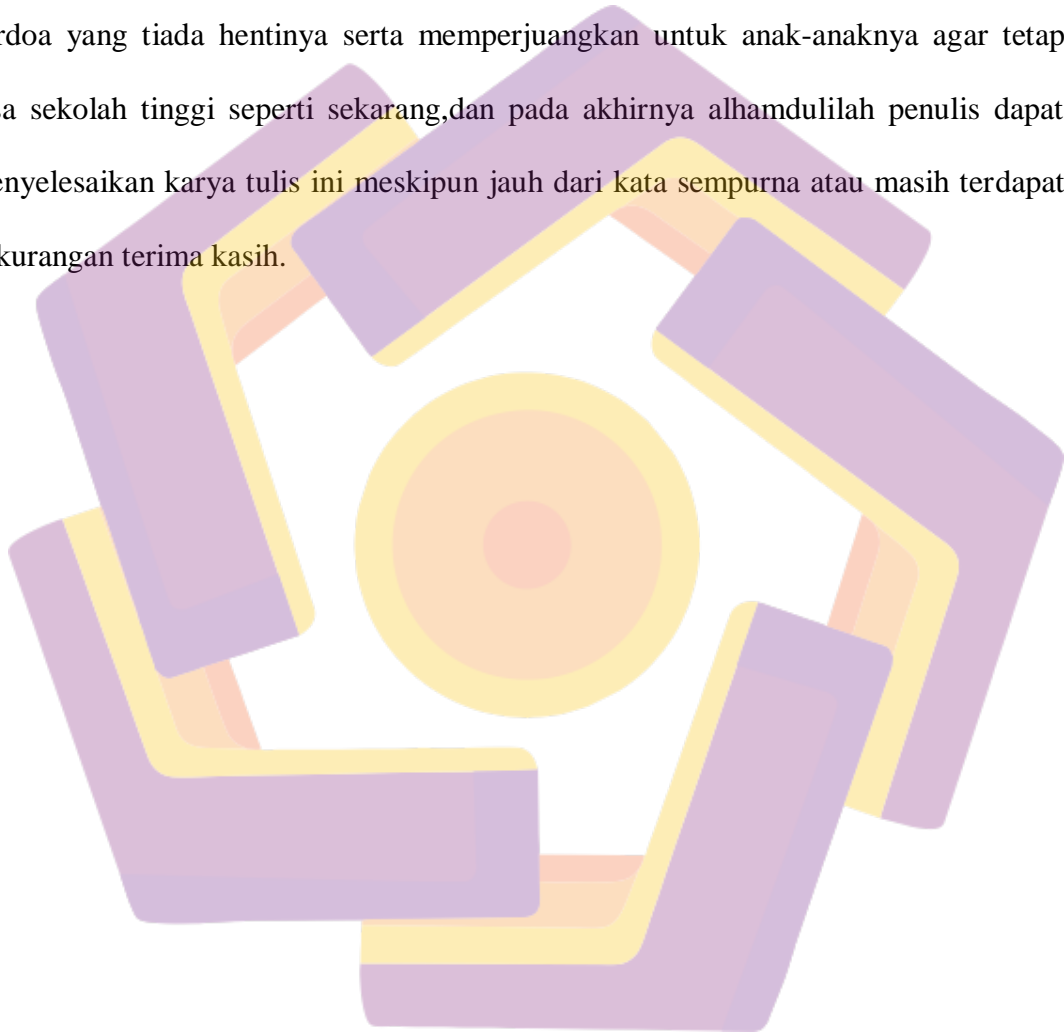 rdoa yang tiada hentinya serta memperjuangkan untuk anak-anaknya agar tetap
sa sekolah tinggi seperti sekarang,dan pada akhirnya alhamdulilah penulis dapat
enyelesaikan karya tulis ini meskipun jauh dari kata sempurna atau masih terdapat
kurangan terima kasih.